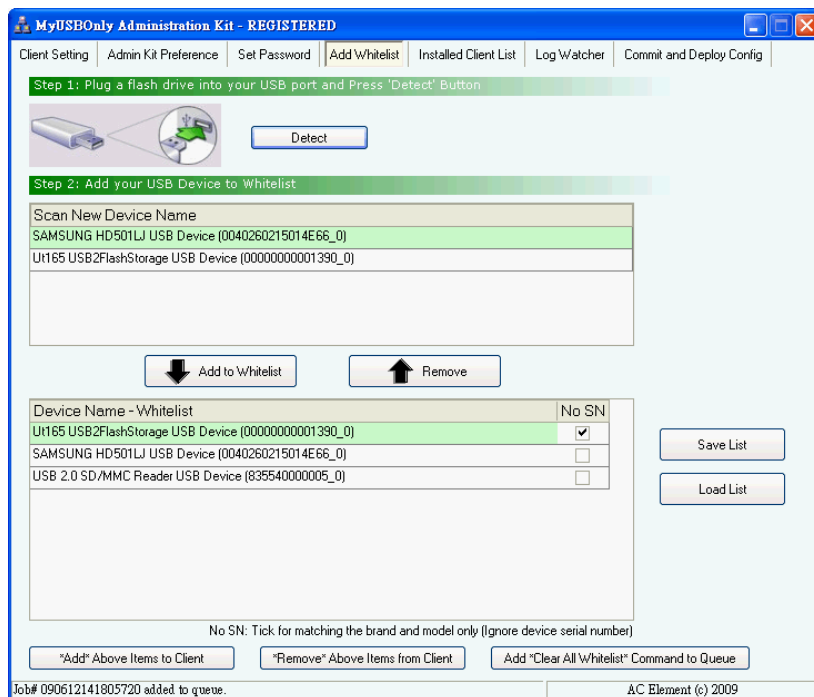 MyUSBOnly Administration Kit - REGISTERED
Client Setting Admin Kit Preference Set Password Add Whitelist Installed Client List Log Watcher Commit and Deploy Config
Step 1: Plug a flash drive into your USB port and Press 'Detect' Button
Detect
Step 2: Add your USB Device to Whitelist
Scan New Device Name
SAMSUNG HD501LJ USB Device (0040260215014E66_0)
Ut165 USB2FlashStorage USB Device (00000000001390_0)
Add to Whitelist Remove
Device Name - Whitelist No SN
Ut165 USB2FlashStorage USB Device (00000000001390_0)
SAMSUNG HD501LJ USB Device (0040260215014E66_0)
USB 2.0 SD/MMC Reader USB Device (835540000005_0)
Save List
Load List
No SN: Tick for matching the brand and model only (Ignore device serial number)
*Add* Above Items to Client *Remove* Above Items from Client Add *Clear All Whitelist* Command to Queue
Job# 090612141805720 added to queue. AC Element (c) 2009